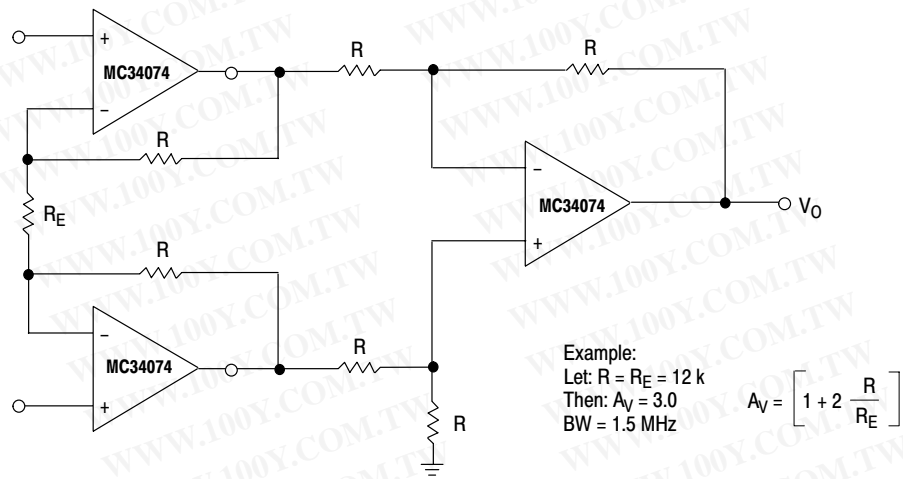 +
MC34074
−
R
R
R
RE
R
−
MC34074
+
VO
−
MC34074
+
R
R
Example:
Let: R = RE = 12 k
Then: AV = 3.0
BW = 1.5 MHz
AV = [1 + 2 R/RE]
WWW.100Y.COM.TW